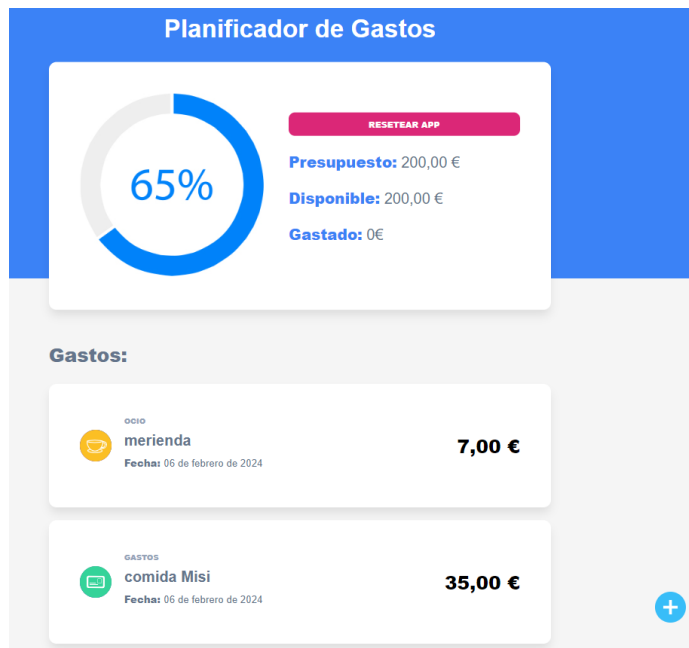 Planificador de Gastos
65%
RESETEAR APP
Presupuesto: 200,00 €
Disponible: 200,00 €
Gastado: 0€
Gastos:
OCIO
merienda
7,00 €
Fecha: 06 de febrero de 2024
GASTOS
comida Misi
35,00 €
Fecha: 06 de febrero de 2024